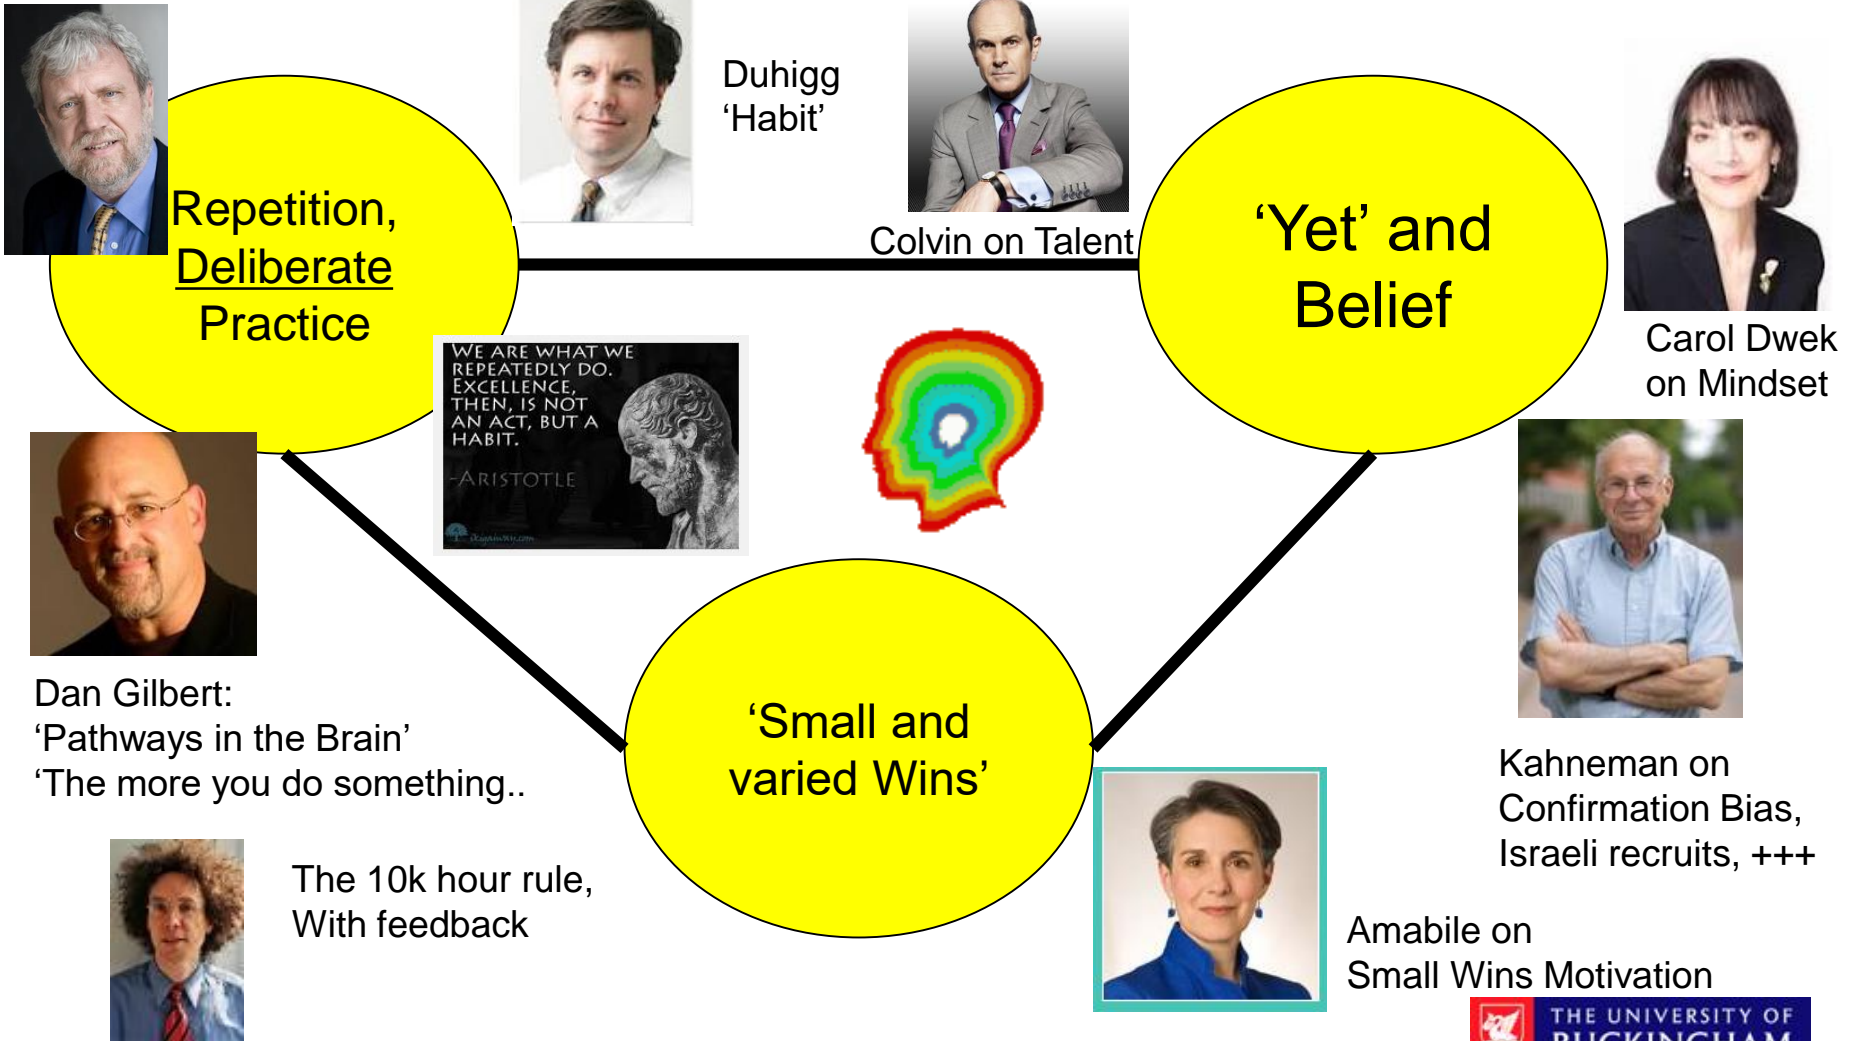 Duhigg
‘Habit’
Colvin on Talent
Repetition,
Deliberate
Practice
‘Yet’ and
Belief
Carol Dwek
on Mindset
WE ARE WHAT WE
REPEATEDLY DO.
EXCELLENCE,
THEN, IS NOT
AN ACT, BUT A
HABIT.
-ARISTOTLE
Dan Gilbert:
‘Pathways in the Brain’
‘The more you do something..
‘Small and
varied Wins’
Kahneman on
Confirmation Bias,
Israeli recruits, +++
The 10k hour rule,
With feedback
Amabile on
Small Wins Motivation
THE UNIVERSITY OF
BUCKINGHAM